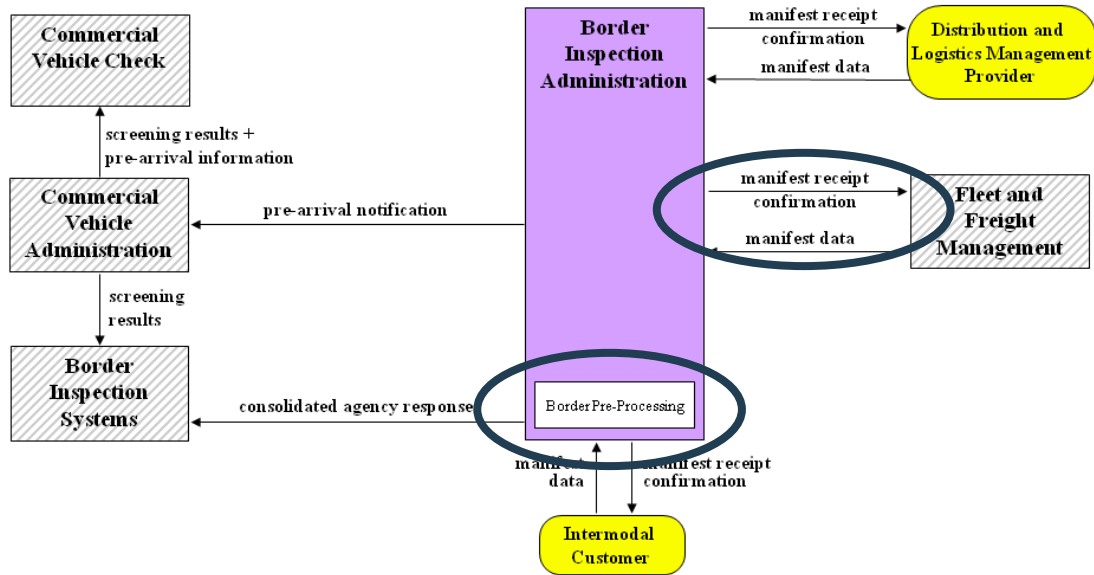 Commercial
Vehicle Check
Border
Inspection
Administration
manifest receipt
confirmation
manifest data
Distribution and
Logistics Management
Provider
screening results +
pre-arrival information
Commercial
Vehicle
Administration
pre-arrival notification
manifest receipt
confirmation
manifest data
Fleet and
Freight
Management
screening
results
Border
Inspection
Systems
consolidated agency response
Border Pre-Processing
manifest
data
manifest receipt
confirmation
Intermodal
Customer